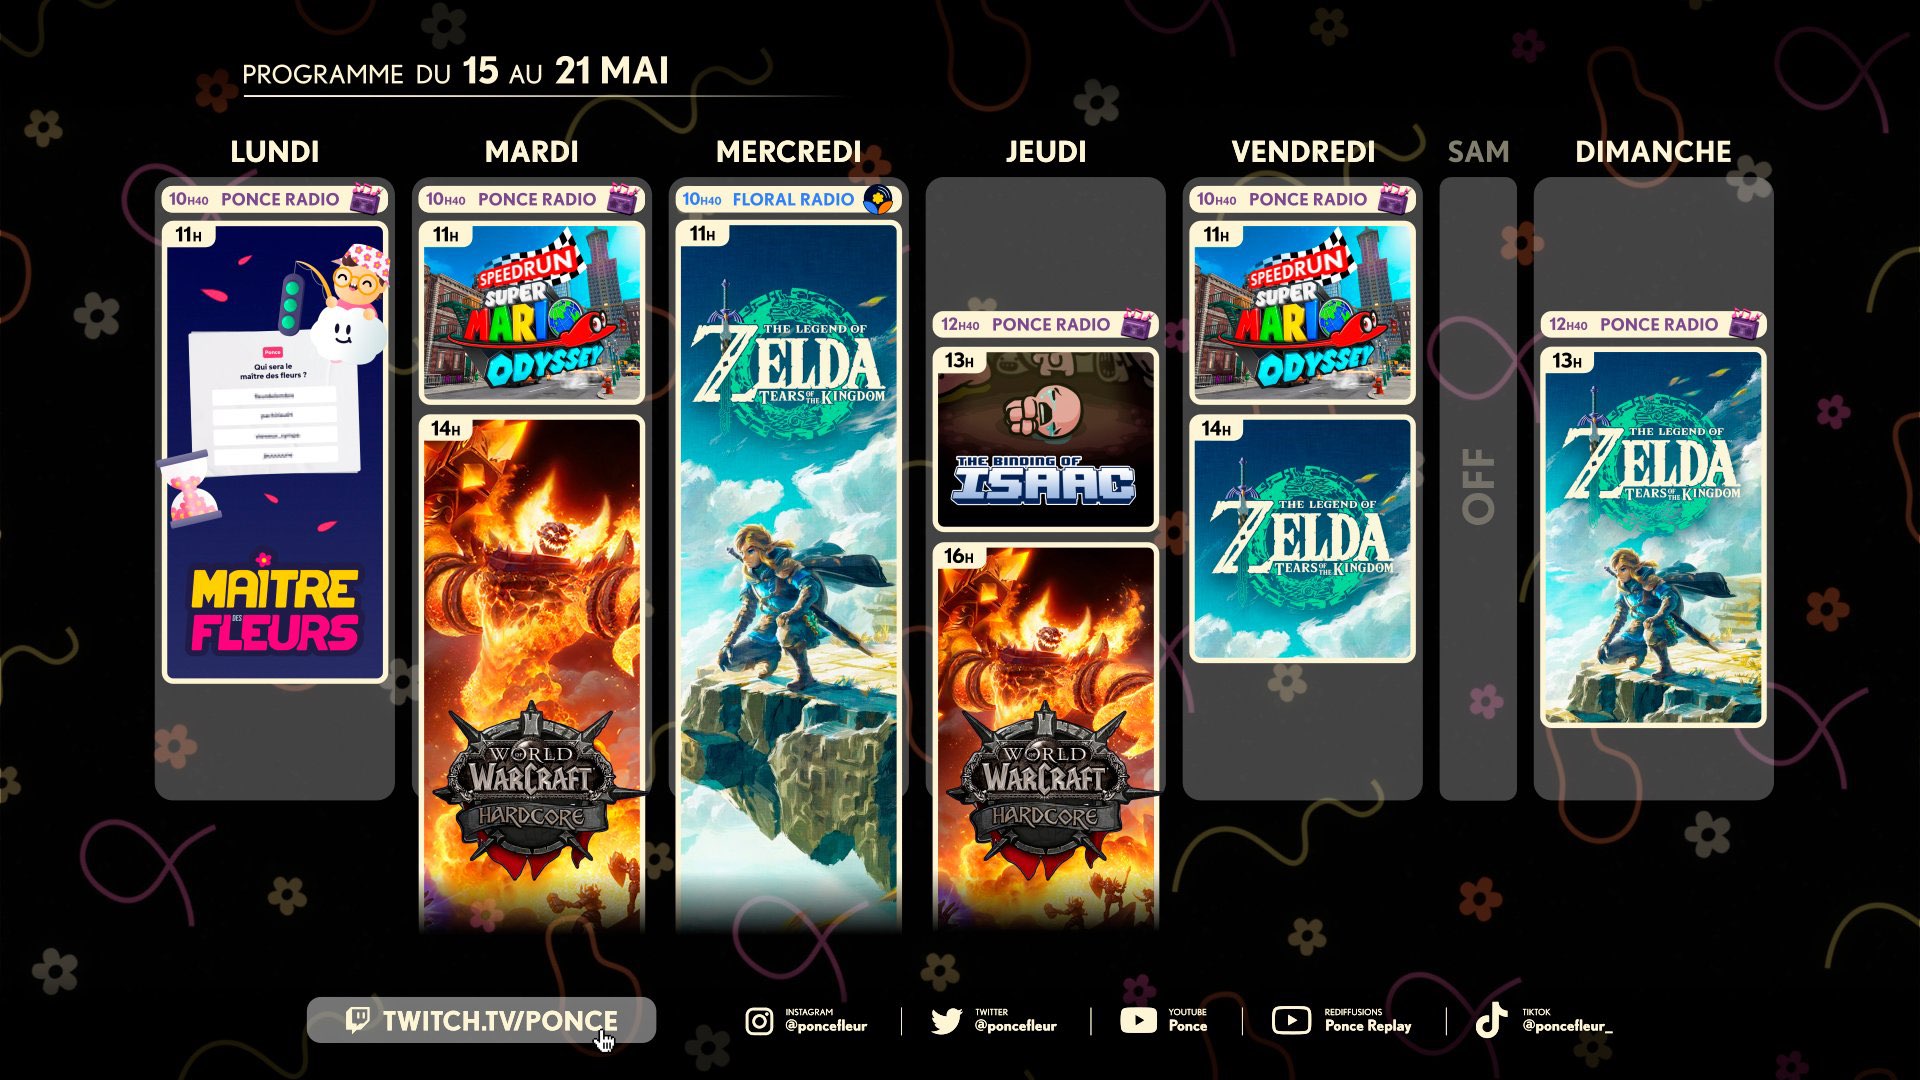 PROGRAMME DU 15 AU 21 MAI
LUNDI
10H40 PONCE RADIO
11H
Ponce
Qui sera le
maître des fleurs ?
MAÎTRE
DES
FLEURS
MARDI
10H40 PONCE RADIO
11H
SPEEDRUN
SUPER
MARIO
ODYSSEY
14H
WORLD
WARCRAFT
HARDCORE
MERCREDI
10H40 FLORAL RADIO
11H
THE LEGEND OF
ZELDA
TEARS OF THE KINGDOM
JEUDI
12H40 PONCE RADIO
13H
THE BINDING OF
ISAAC
16H
WORLD
WARCRAFT
HARDCORE
VENDREDI
10H40 PONCE RADIO
11H
SPEEDRUN
SUPER
MARIO
ODYSSEY
14H
THE LEGEND OF
ZELDA
TEARS OF THE KINGDOM
SAM
OFF
DIMANCHE
12H40 PONCE RADIO
13H
THE LEGEND OF
ZELDA
TEARS OF THE KINGDOM
TWITCH.TV/PONCE
INSTAGRAM
@poncefleur
TWITTER
@poncefleur
YOUTUBE
Ponce
REDIFFUSIONS
Ponce Replay
TIKTOK
@poncefleur_